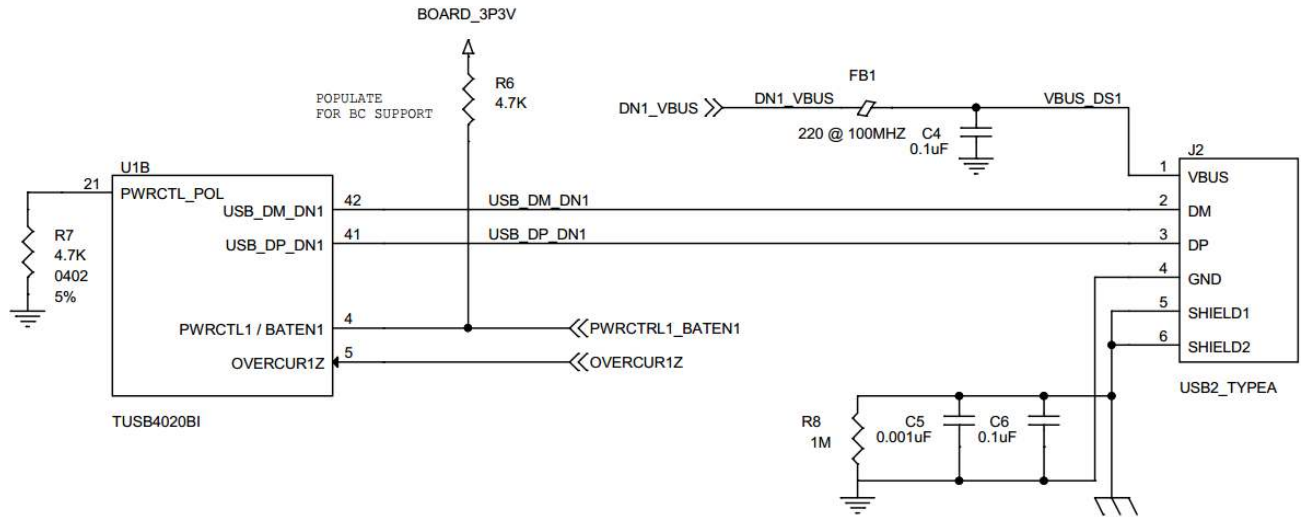 BOARD_3P3V
R6
4.7K
POPULATE
FOR BC SUPPORT
FB1
DN1_VBUS
DN1_VBUS
VBUS_DS1
220 @ 100MHZ
C4
0.1uF
J2
U1B
21
PWRCTL_POL
R7
4.7K
0402
5%
USB_DM_DN1
42
USB_DM_DN1
USB_DP_DN1
41
USB_DP_DN1
PWRCTL1 / BATEN1
4
PWRCTRL1_BATEN1
OVERCUR1Z
5
OVERCUR1Z
TUSB4020BI
1
VBUS
2
DM
3
DP
4
GND
5
SHIELD1
6
SHIELD2
USB2_TYPEA
R8
1M
C5
0.001uF
C6
0.1uF